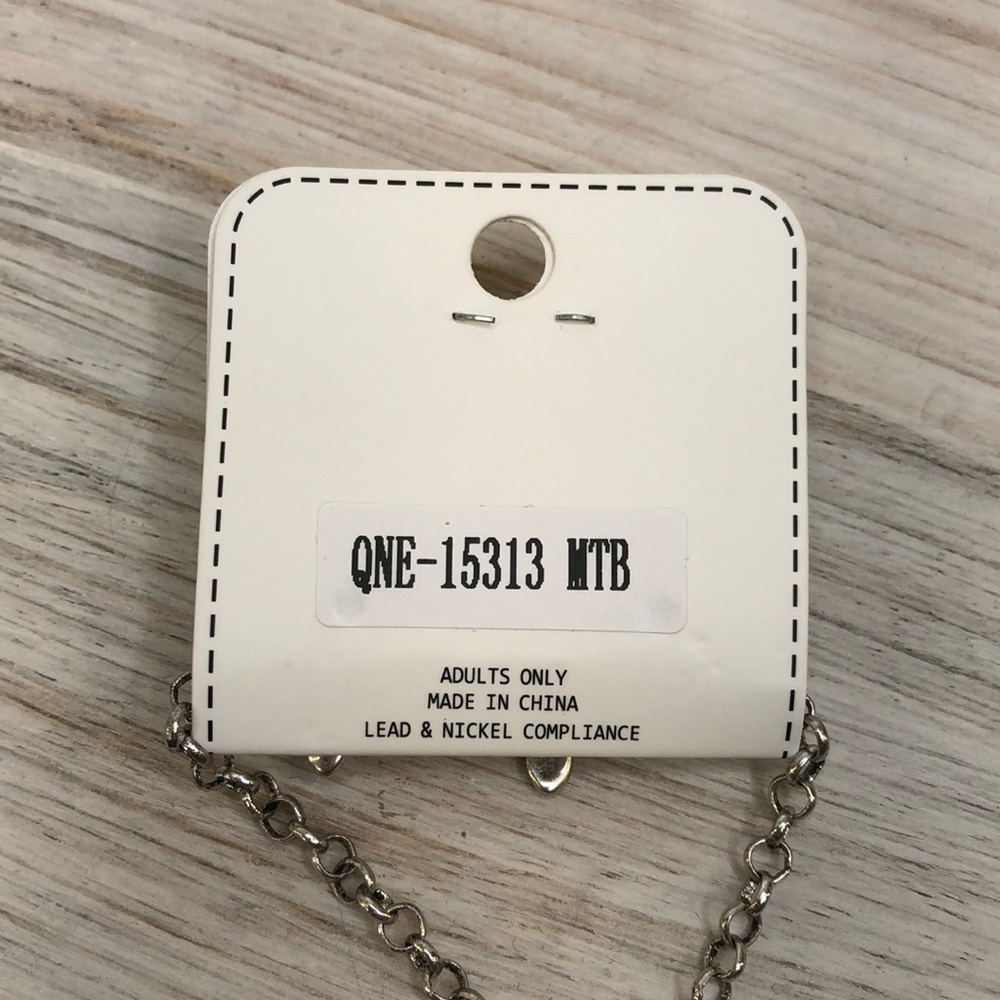 QNE-15313 MTB
ADULTS ONLY
MADE IN CHINA
LEAD & NICKEL COMPLIANCE